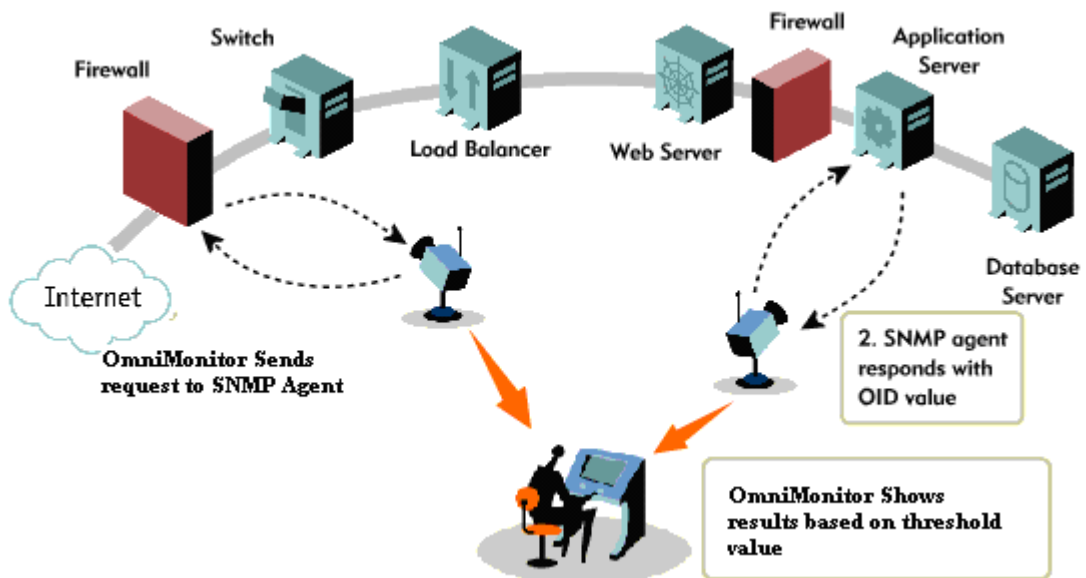 Firewall
Switch
Load Balancer
Web Server
Firewall
Application
Server
Database
Server
Internet
OmniMonitor Sends
request to SNMP Agent
2. SNMP agent
responds with
OID value
OmniMonitor Shows
results based on threshold
value